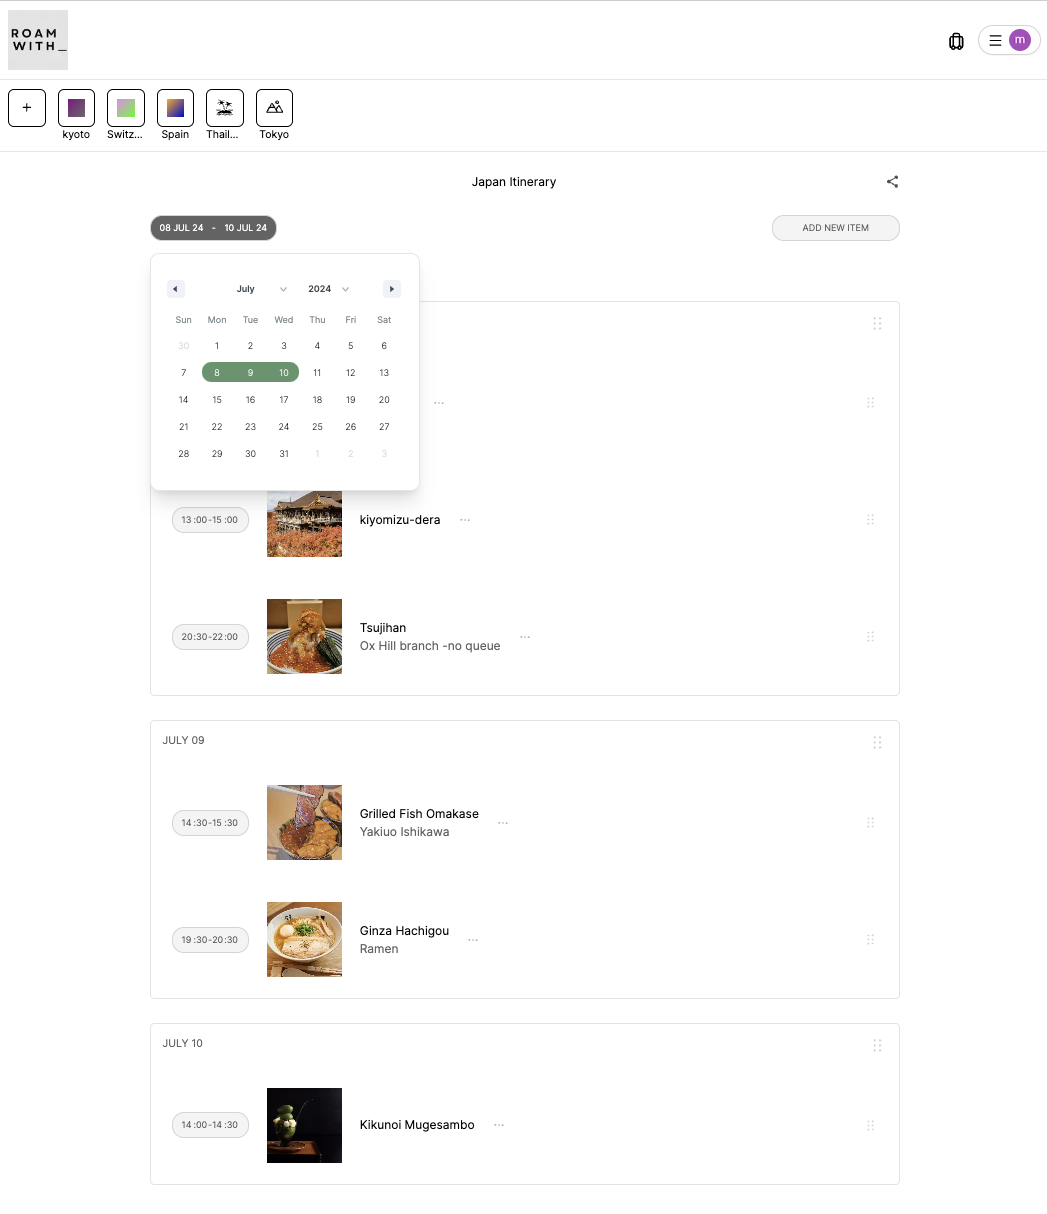 ROAM
WITH_
m
+
kyoto
Switz...
Spain
Thail...
Tokyo
Japan Itinerary
08 JUL 24 - 10 JUL 24
ADD NEW ITEM
July 2024
Sun Mon Tue Wed Thu Fri Sat
30 1 2 3 4 5 6
7 8 9 10 11 12 13
14 15 16 17 18 19 20
21 22 23 24 25 26 27
28 29 30 31 1 2 3
...
13:00-15:00
kiyomizu-dera ...
20:30-22:00
Tsujihan
Ox Hill branch -no queue
...
JULY 09
14:30-15:30
Grilled Fish Omakase
Yakiuo Ishikawa
...
19:30-20:30
Ginza Hachigou
Ramen
...
JULY 10
14:00-14:30
Kikunoi Mugesambo ...